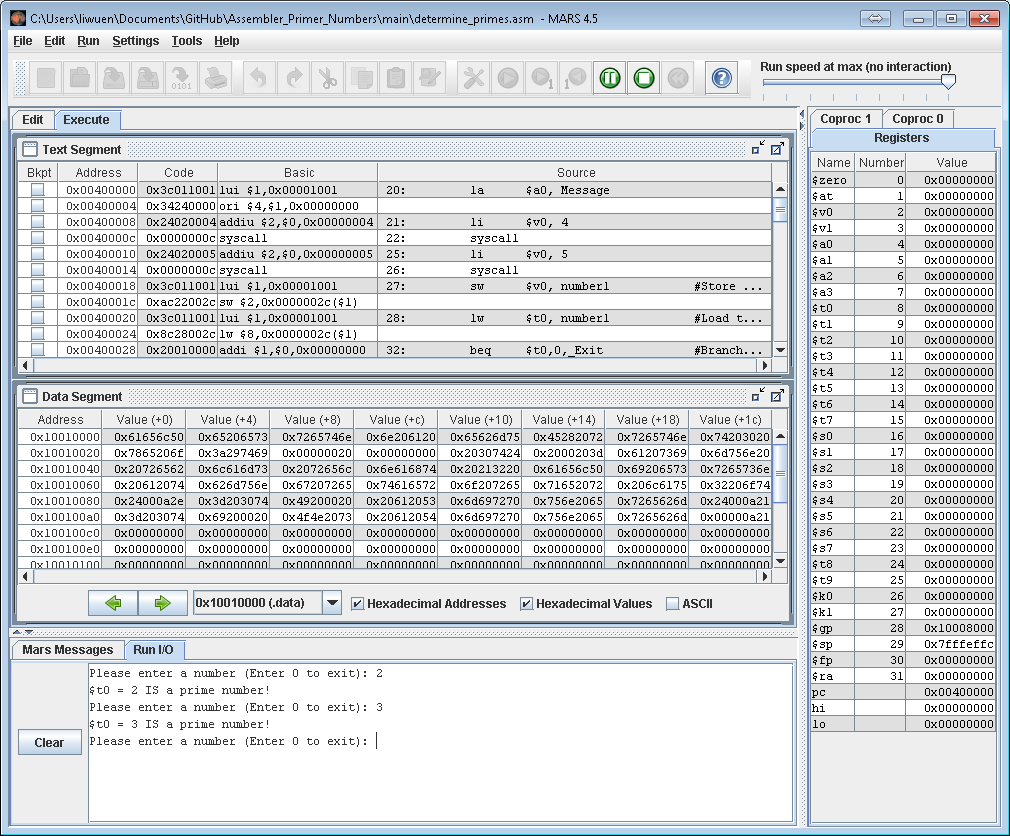 C:\Users\liwuen\Documents\GitHub\Assembler_Primer_Numbers\main\determine_primes.asm - MARS 4.5
File Edit Run Settings Tools Help
Run speed at max (no interaction)
Edit Execute
Text Segment
Bkpt Address Code Basic Source
0x00400000 0x3c011001 lui $1,0x00001001 20: la $a0, Message
0x00400004 0x34240000 ori $4,$1,0x00000000
0x00400008 0x24020004 addiu $2,$0,0x00000004 21: li $v0, 4
0x0040000c 0x0000000c syscall 22: syscall
0x00400010 0x24020005 addiu $2,$0,0x00000005 25: li $v0, 5
0x00400014 0x0000000c syscall 26: syscall
0x00400018 0x3c011001 lui $1,0x00001001 27: sw $v0, number1 #Store ...
0x0040001c 0xac22002c sw $2,0x0000002c($1)
0x00400020 0x3c011001 lui $1,0x00001001 28: lw $t0, number1 #Load t...
0x00400024 0x8c28002c lw $8,0x0000002c($1)
0x00400028 0x20010000 addi $1,$0,0x00000000 32: beq $t0,0,_Exit #Branch...
Data Segment
Address Value (+0) Value (+4) Value (+8) Value (+c) Value (+10) Value (+14) Value (+18) Value (+1c)
0x10010000 0x61656c50 0x65206573 0x7265746e 0x6e206120 0x65626d75 0x45282072 0x7265746e 0x74203020
0x10010020 0x7865206f 0x3a297469 0x00000020 0x00000000 0x20307424 0x2000203d 0x61207369 0x6d756e20
0x10010040 0x20726562 0x6c616d73 0x2072656c 0x6e616874 0x20213220 0x61656c50 0x69206573 0x7265736e
0x10010060 0x20612074 0x626d756e 0x67207265 0x74616572 0x6f207265 0x71652072 0x206c6175 0x32206f74
0x10010080 0x24000a2e 0x3d203074 0x49200020 0x20612053 0x6d697270 0x756e2065 0x7265626d 0x24000a21
0x100100a0 0x3d203074 0x69200020 0x4f4e2073 0x20612054 0x6d697270 0x756e2065 0x7265626d 0x00000a21
0x100100c0 0x00000000 0x00000000 0x00000000 0x00000000 0x00000000 0x00000000 0x00000000 0x00000000
0x100100e0 0x00000000 0x00000000 0x00000000 0x00000000 0x00000000 0x00000000 0x00000000 0x00000000
0x10010100 0x00000000 0x00000000 0x00000000 0x00000000 0x00000000 0x00000000 0x00000000 0x00000000
0x10010000 (.data) Hexadecimal Addresses Hexadecimal Values ASCII
Mars Messages Run I/O
Please enter a number (Enter 0 to exit): 2
$t0 = 2 IS a prime number!
Please enter a number (Enter 0 to exit): 3
$t0 = 3 IS a prime number!
Please enter a number (Enter 0 to exit):
Clear
Coproc 1 Coproc 0
Registers
Name Number Value
$zero 0 0x00000000
$at 1 0x00000000
$v0 2 0x00000000
$v1 3 0x00000000
$a0 4 0x00000000
$a1 5 0x00000000
$a2 6 0x00000000
$a3 7 0x00000000
$t0 8 0x00000000
$t1 9 0x00000000
$t2 10 0x00000000
$t3 11 0x00000000
$t4 12 0x00000000
$t5 13 0x00000000
$t6 14 0x00000000
$t7 15 0x00000000
$s0 16 0x00000000
$s1 17 0x00000000
$s2 18 0x00000000
$s3 19 0x00000000
$s4 20 0x00000000
$s5 21 0x00000000
$s6 22 0x00000000
$s7 23 0x00000000
$t8 24 0x00000000
$t9 25 0x00000000
$k0 26 0x00000000
$k1 27 0x00000000
$gp 28 0x10008000
$sp 29 0x7fffeffc
$fp 30 0x00000000
$ra 31 0x00000000
pc 0x00400000
hi 0x00000000
lo 0x00000000